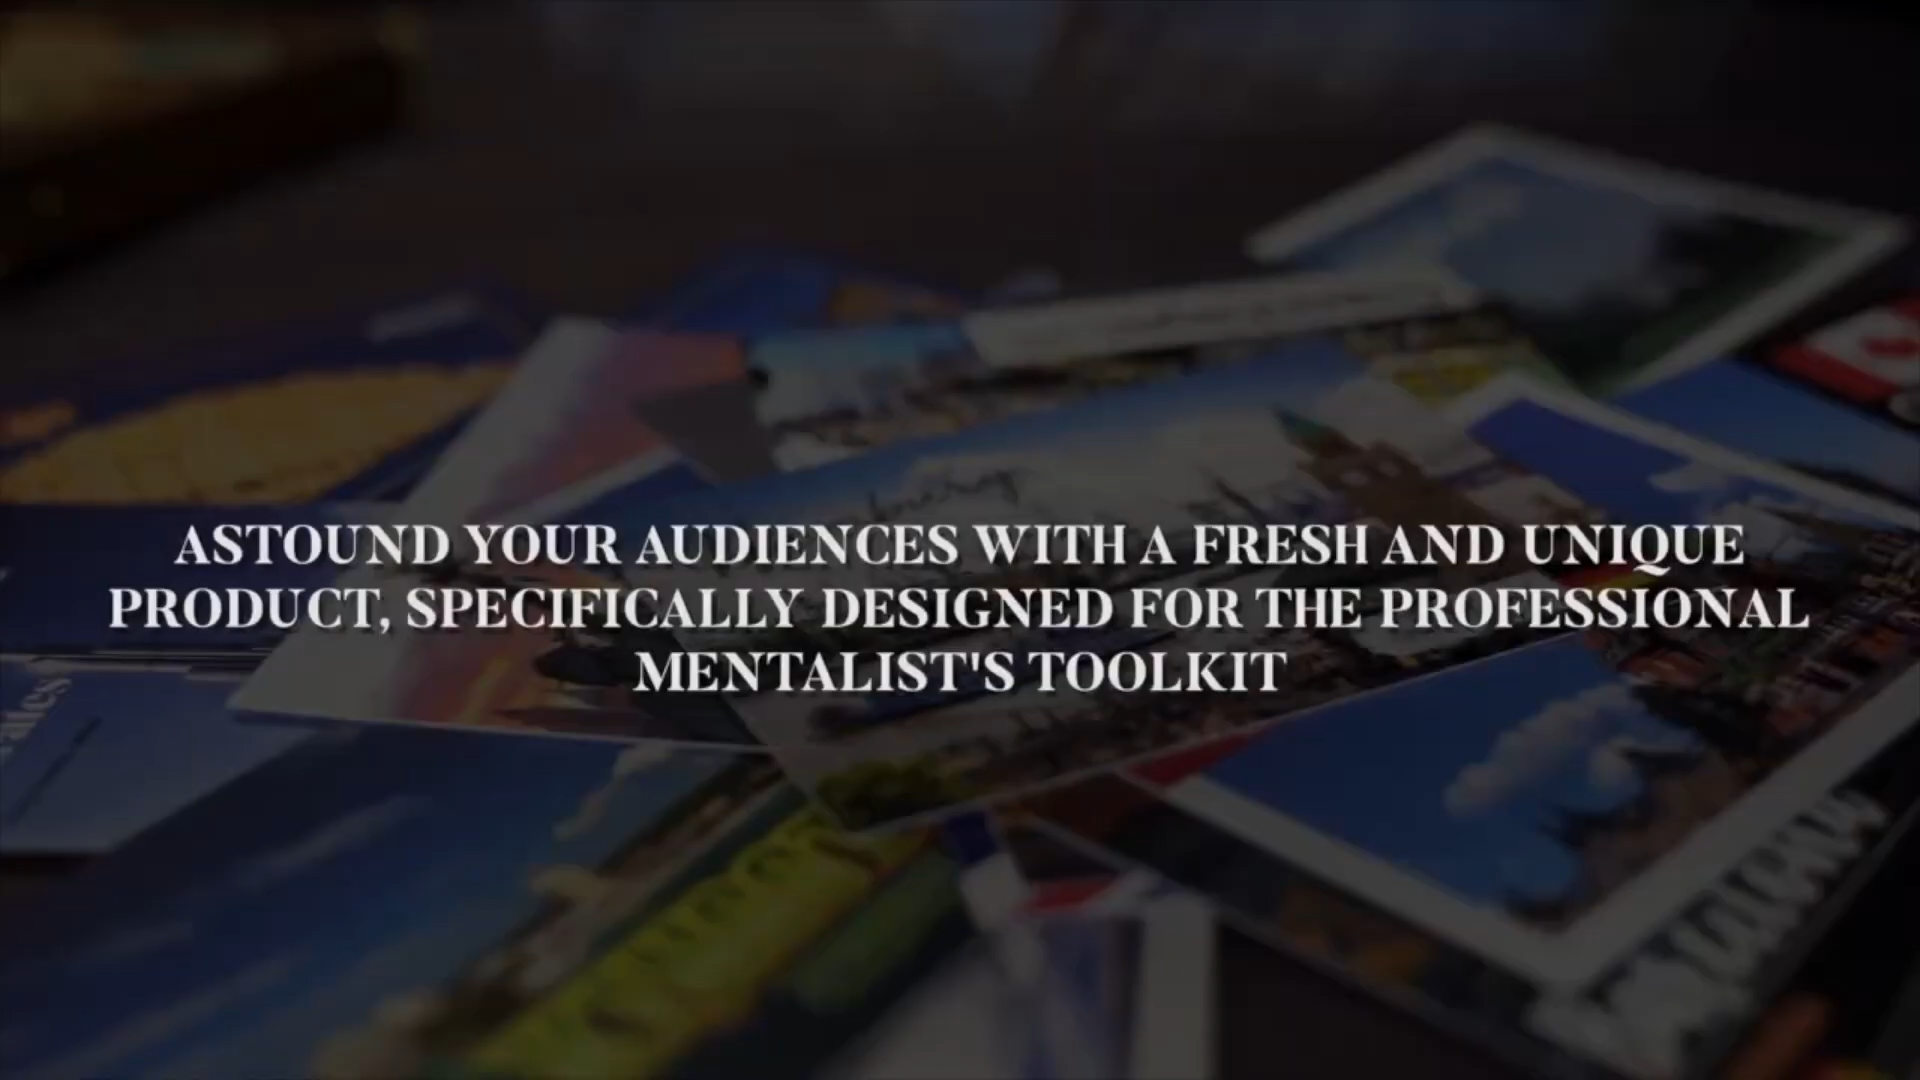 ASTOUND YOUR AUDIENCES WITH A FRESH AND UNIQUE
PRODUCT, SPECIFICALLY DESIGNED FOR THE PROFESSIONAL
MENTALIST'S TOOLKIT